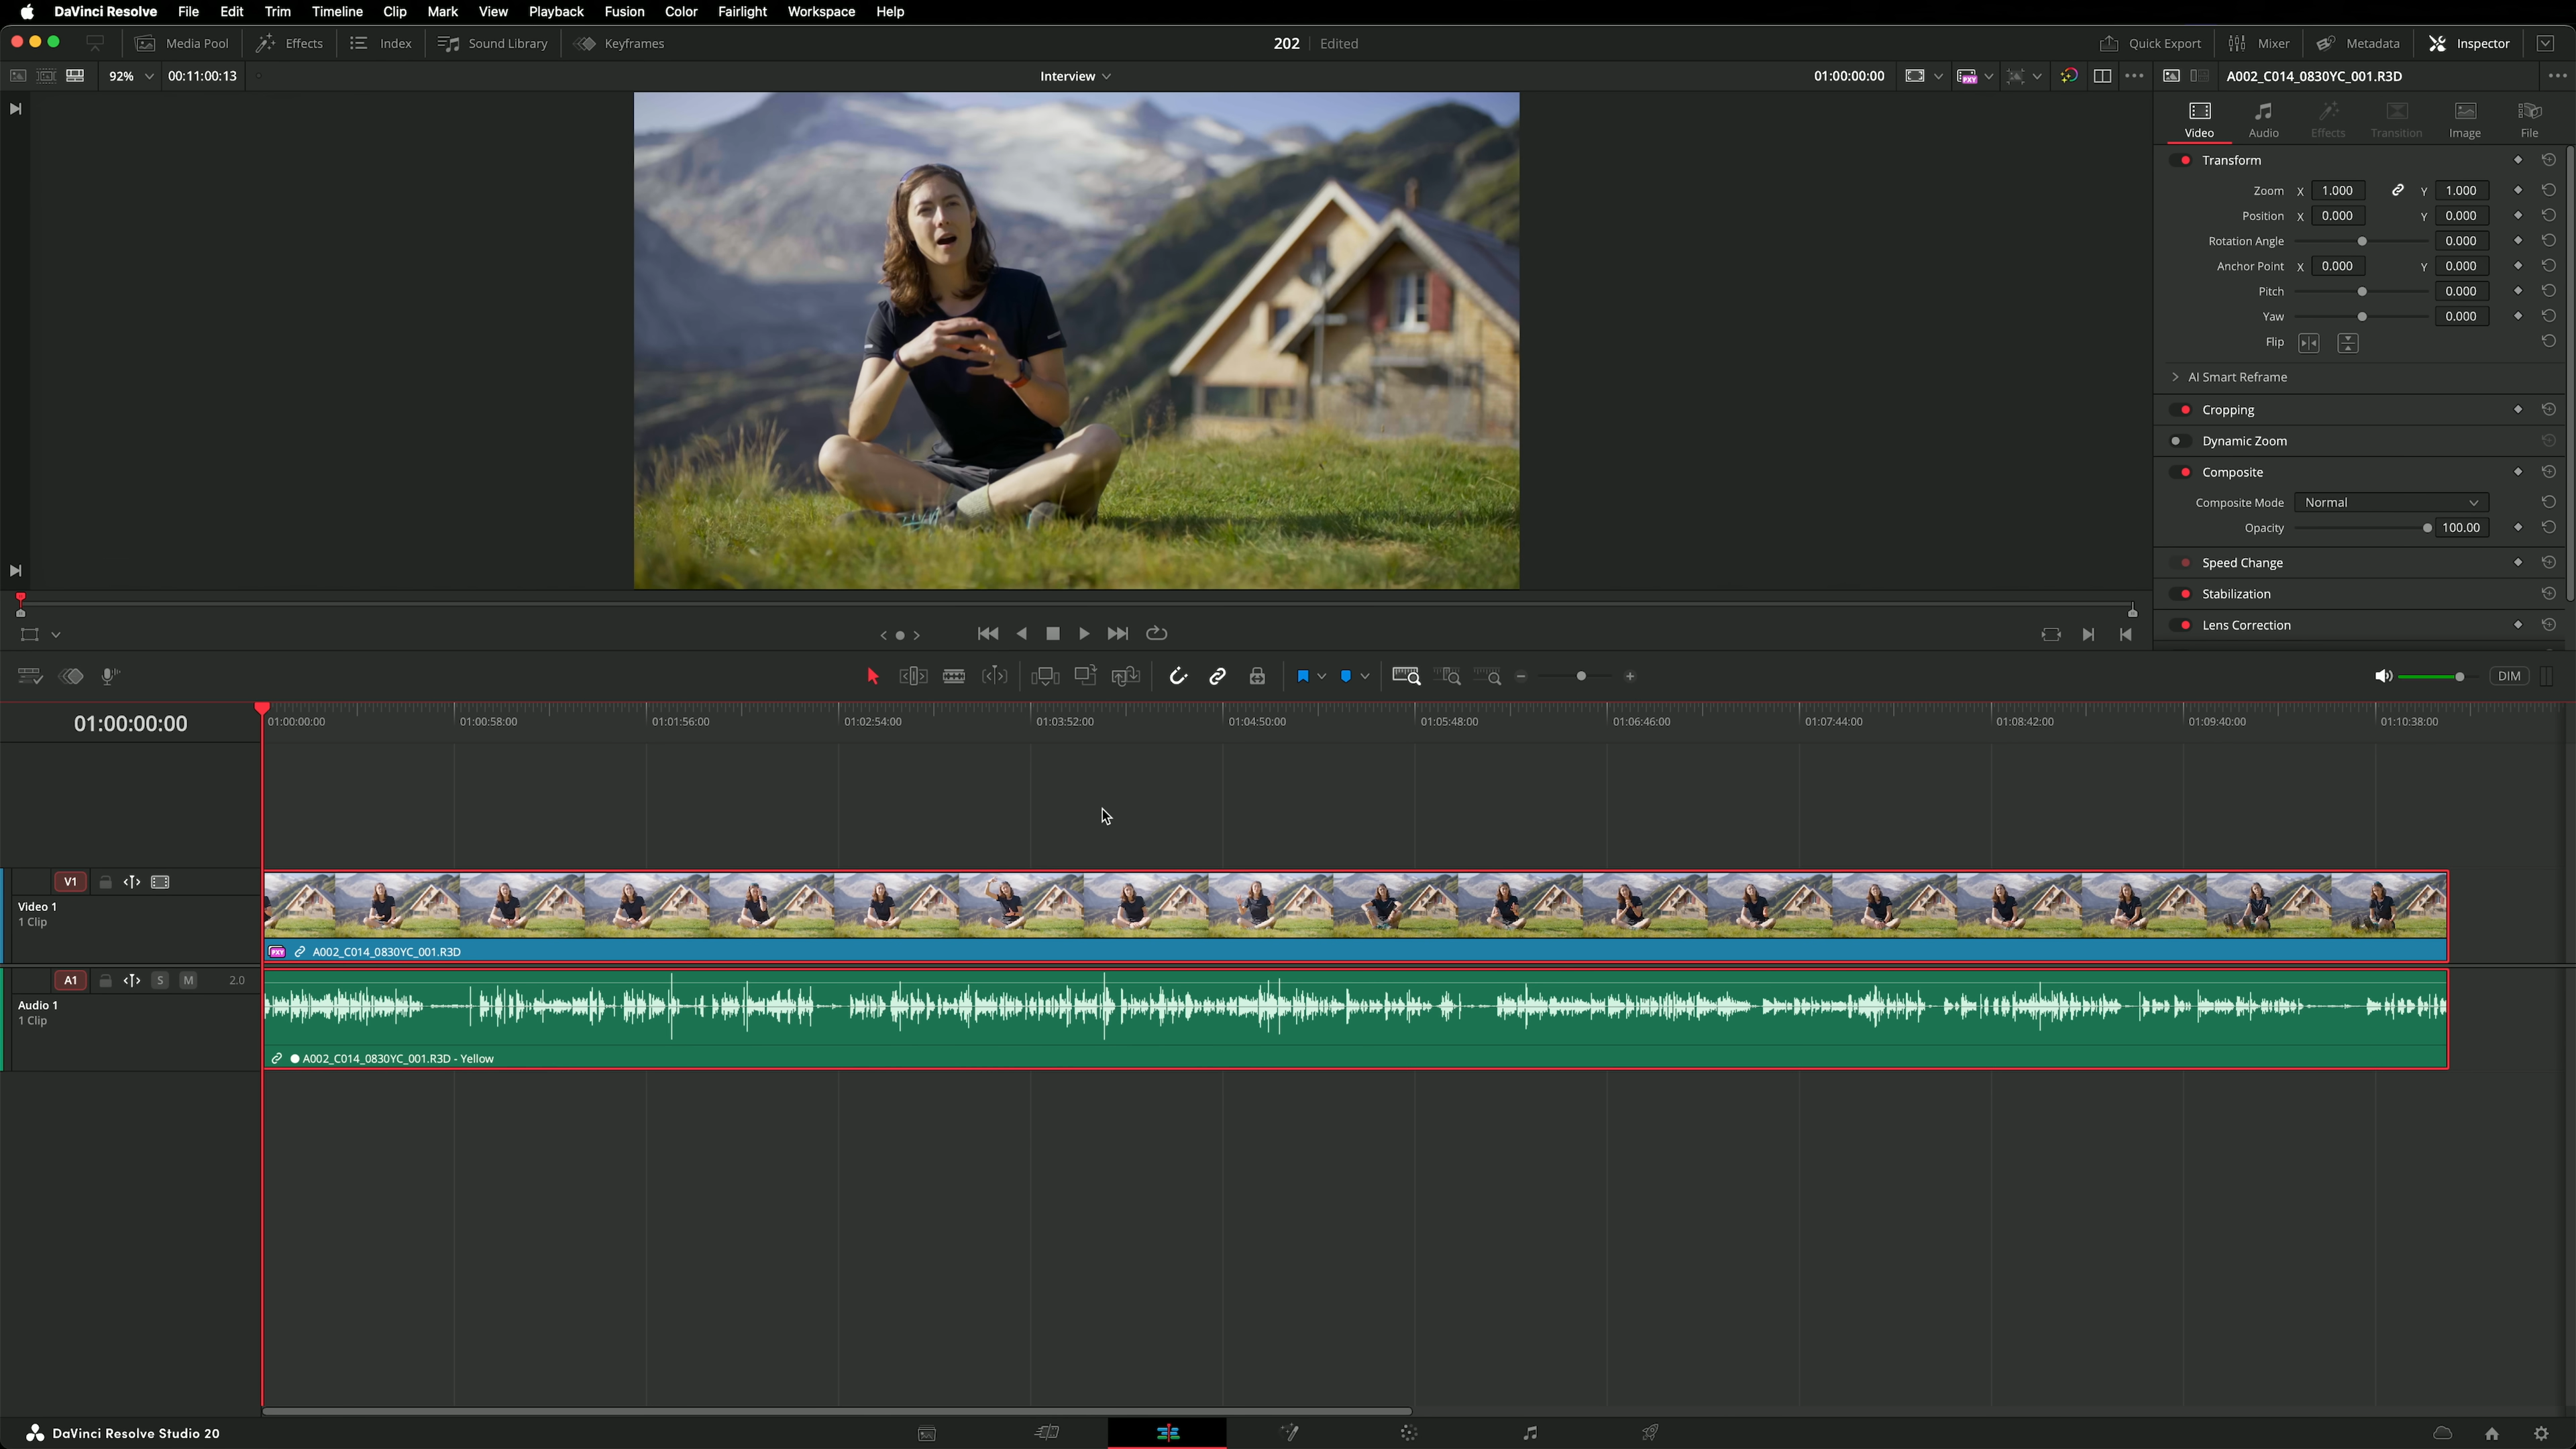 DaVinci Resolve File Edit Trim Timeline Clip Mark View Playback Fusion Color Fairlight Workspace Help
Media Pool Effects Index Sound Library Keyframes 202 Edited Quick Export Mixer Metadata Inspector
92% 00:11:00:13 Interview 01:00:00:00 A002_C014_0830YC_001.R3D
Video Audio Effects Transition Image File
Transform
Zoom X 1.000 Y 1.000
Position X 0.000 Y 0.000
Rotation Angle 0.000
Anchor Point X 0.000 Y 0.000
Pitch 0.000
Yaw 0.000
Flip
AI Smart Reframe
Cropping
Dynamic Zoom
Composite
Composite Mode Normal
Opacity 100.00
Speed Change
Stabilization
Lens Correction
DIM
01:00:00:00 01:00:00:00 01:00:58:00 01:01:56:00 01:02:54:00 01:03:52:00 01:04:50:00 01:05:48:00 01:06:46:00 01:07:44:00 01:08:42:00 01:09:40:00 01:10:38:00
V1
Video 1
1 Clip
PXY A002_C014_0830YC_001.R3D
A1 S M 2.0
Audio 1
1 Clip
A002_C014_0830YC_001.R3D - Yellow
DaVinci Resolve Studio 20